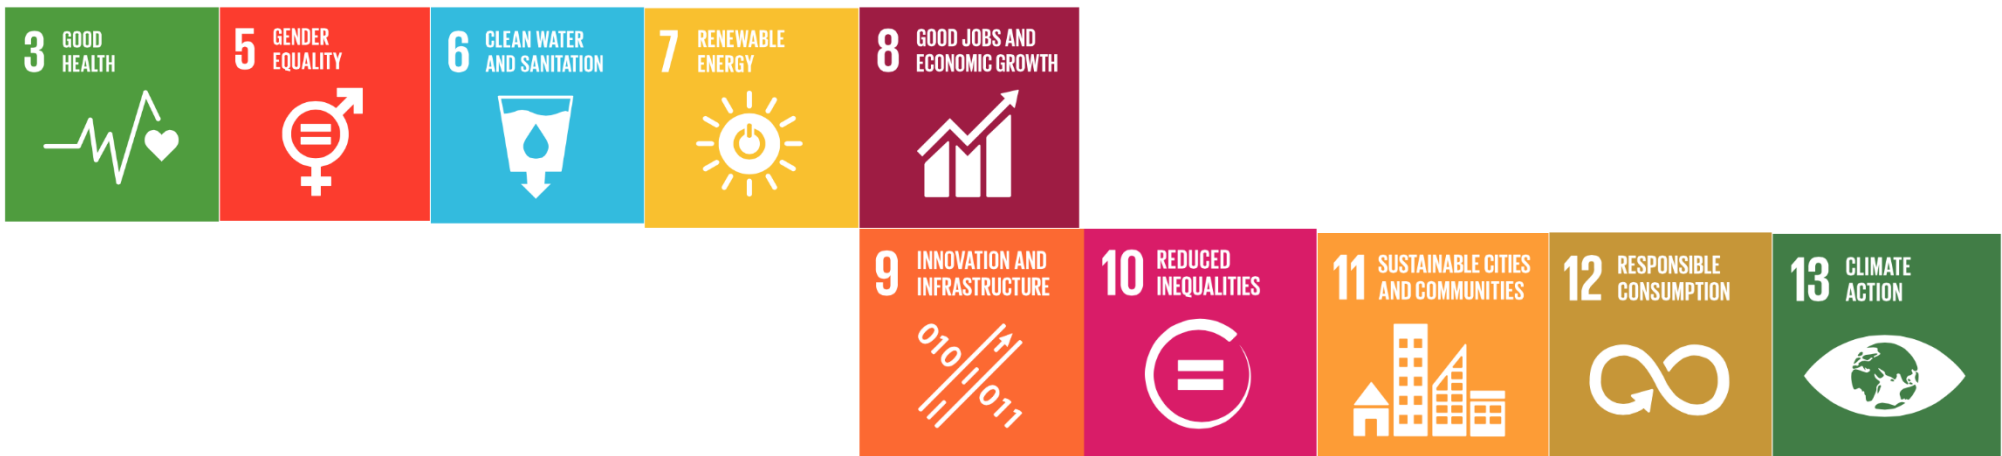 3 GOOD
HEALTH
5 GENDER
EQUALITY
6 CLEAN WATER
AND SANITATION
7 RENEWABLE
ENERGY
8 GOOD JOBS AND
ECONOMIC GROWTH
9 INNOVATION AND
INFRASTRUCTURE
010
011
10 REDUCED
INEQUALITIES
11 SUSTAINABLE CITIES
AND COMMUNITIES
12 RESPONSIBLE
CONSUMPTION
13 CLIMATE
ACTION